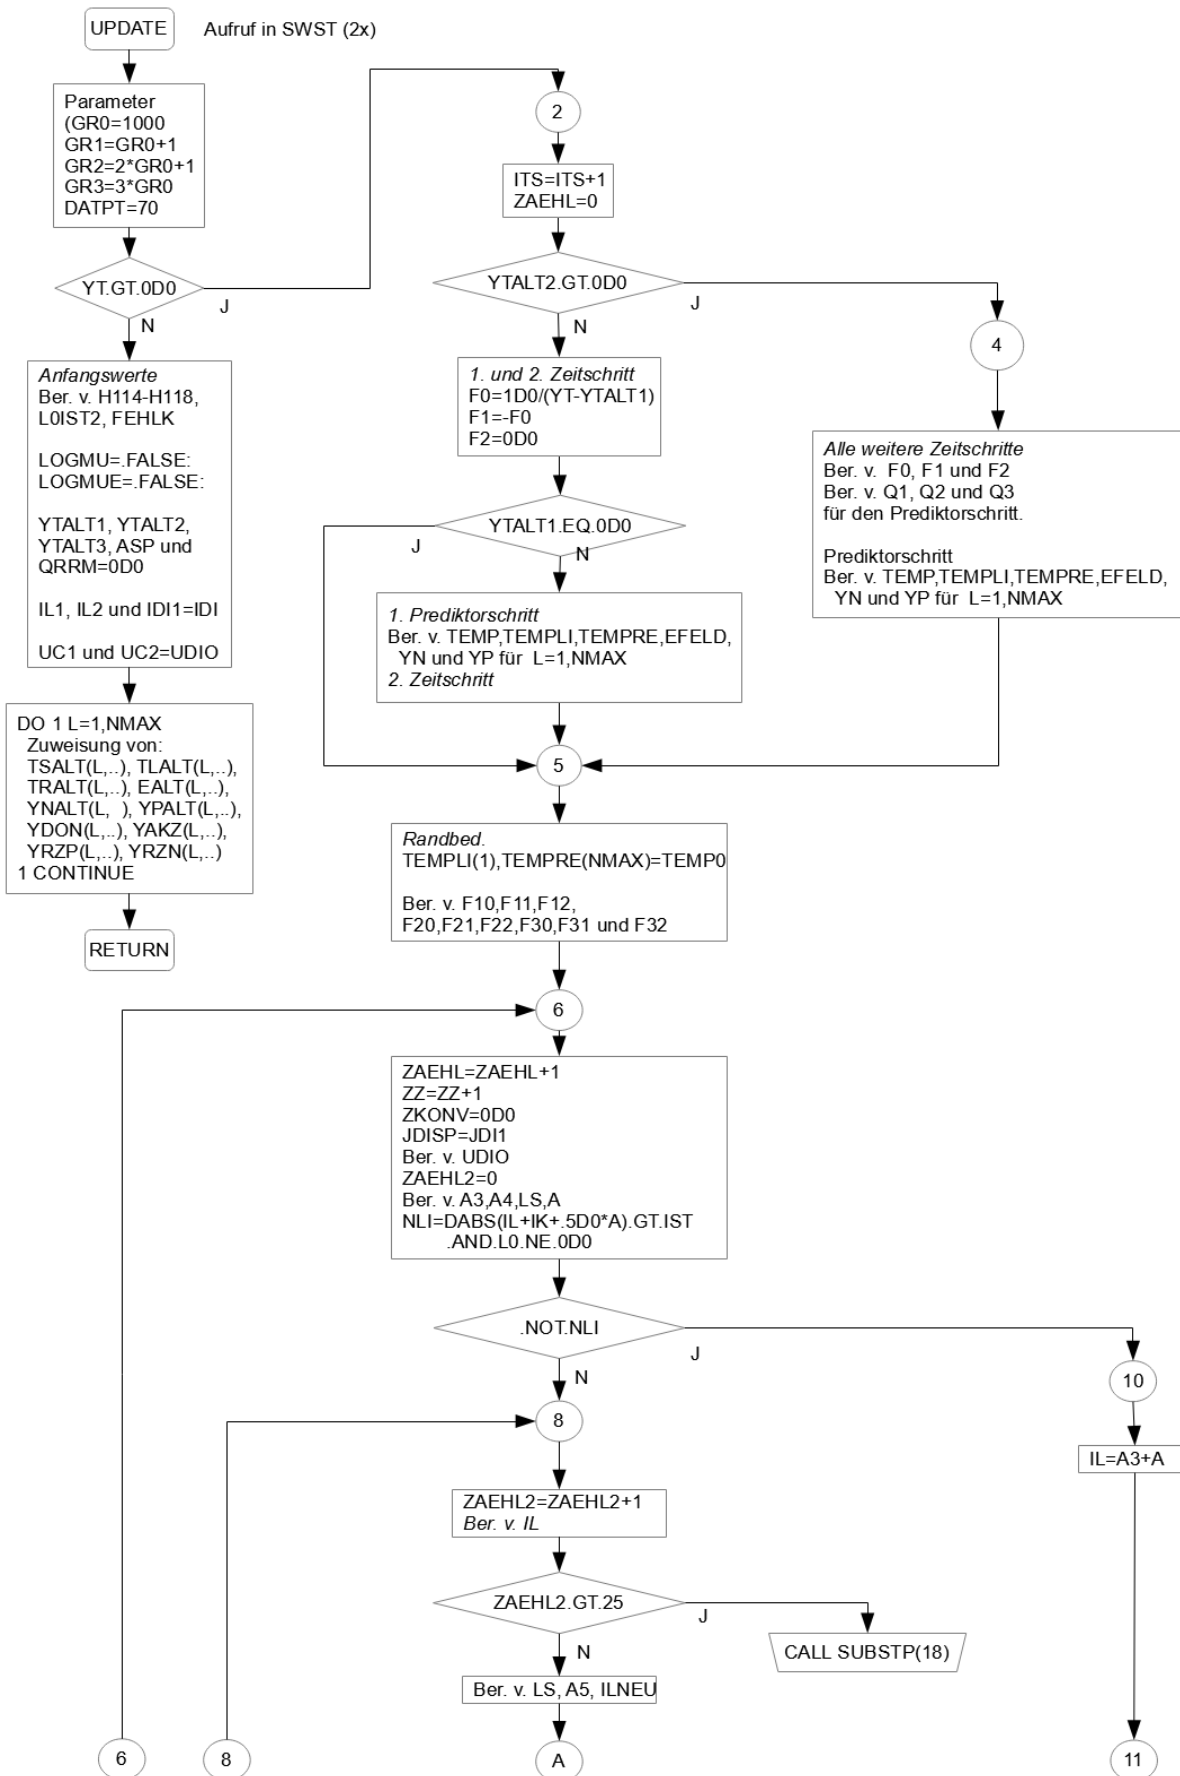 UPDATE
Aufruf in SWST (2x)
Parameter
(GR0=1000
GR1=GR0+1
GR2=2*GR0+1
GR3=3*GR0
DATPT=70
YT.GT.0D0
J
N
Anfangswerte
Ber. v. H114-H118,
L0IST2, FEHLK
LOGMU=.FALSE:
LOGMUE=.FALSE:
YTALT1, YTALT2,
YTALT3, ASP und
QRRM=0D0
IL1, IL2 und IDI1=IDI
UC1 und UC2=UDIO
DO 1 L=1,NMAX
Zuweisung von:
TSALT(L,..), TLALT(L,..),
TRALT(L,..), EALT(L,..),
YNALT(L, ), YPALT(L,..),
YDON(L,..), YAKZ(L,..),
YRZP(L,..), YRZN(L,..)
1 CONTINUE
RETURN
2
ITS=ITS+1
ZAEHL=0
YTALT2.GT.0D0
J
N
1. und 2. Zeitschritt
F0=1D0/(YT-YTALT1)
F1=-F0
F2=0D0
YTALT1.EQ.0D0
J
N
1. Prediktorschritt
Ber. v. TEMP,TEMPLI,TEMPRE,EFELD,
YN und YP für L=1,NMAX
2. Zeitschritt
4
Alle weitere Zeitschritte
Ber. v. F0, F1 und F2
Ber. v. Q1, Q2 und Q3
für den Prediktorschritt.
Prediktorschritt
Ber. v. TEMP,TEMPLI,TEMPRE,EFELD,
YN und YP für L=1,NMAX
5
Randbed.
TEMPLI(1),TEMPRE(NMAX)=TEMP0
Ber. v. F10,F11,F12,
F20,F21,F22,F30,F31 und F32
6
ZAEHL=ZAEHL+1
ZZ=ZZ+1
ZKONV=0D0
JDISP=JDI1
Ber. v. UDIO
ZAEHL2=0
Ber. v. A3,A4,LS,A
NLI=DABS(IL+IK+.5D0*A).GT.IST
.AND.L0.NE.0D0
.NOT.NLI
J
N
10
8
IL=A3+A
ZAEHL2=ZAEHL2+1
Ber. v. IL
ZAEHL2.GT.25
J
N
CALL SUBSTP(18)
Ber. v. LS, A5, ILNEU
6
8
A
11